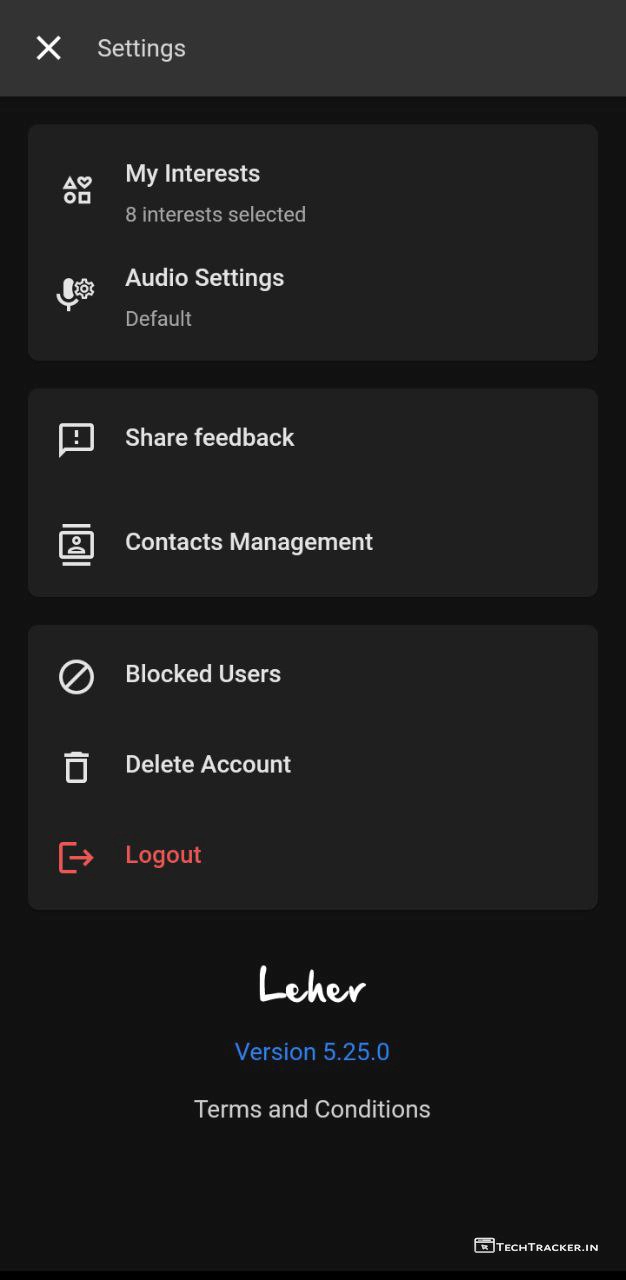 Settings
My Interests
8 interests selected
Audio Settings
Default
Share feedback
Contacts Management
Blocked Users
Delete Account
Logout
Leher
Version 5.25.0
Terms and Conditions
TECHTRACKER.IN